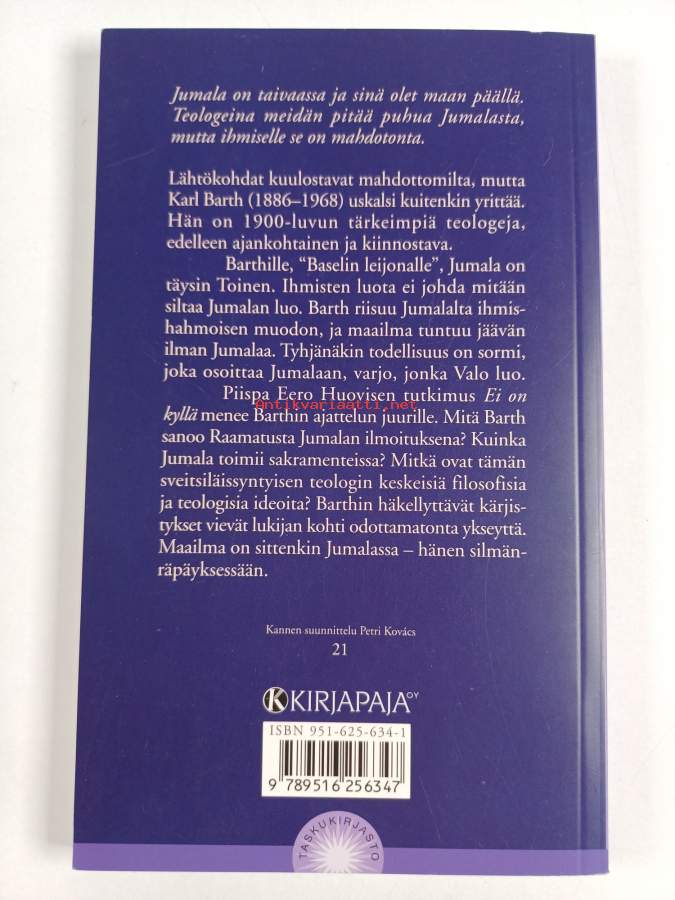 Jumala on taivaassa ja sinä olet maan päällä.
Teologeina meidän pitää puhua Jumalasta,
mutta ihmiselle se on mahdotonta.
Lähtökohdat kuulostavat mahdottomilta, mutta
Karl Barth (1886–1968) uskalsi kuitenkin yrittää.
Hän on 1900-luvun tärkeimpiä teologeja,
edelleen ajankohtainen ja kiinnostava.
Barthille, “Baselin leijonalle”, Jumala on
täysin Toinen. Ihmisten luota ei johda mitään
siltaa Jumalan luo. Barth riisuu Jumalalta ihmis-
hahmoisen muodon, ja maailma tuntuu jäävän
ilman Jumalaa. Tyhjänäkin todellisuus on sormi,
joka osoittaa Jumalaan, varjo, jonka Valo luo.
Piispa Eero Huovisen tutkimus Ei on
Antikvariaatti.net
kyllä menee Barthin ajattelun juurille. Mitä Barth
sanoo Raamatusta Jumalan ilmoituksena? Kuinka
Jumala toimii sakramenteissa? Mitkä ovat tämän
sveitsiläissyntyisen teologin keskeisiä filosofisia
ja teologisia ideoita? Barthin häkellyttävät kärjis-
tykset vievät lukijan kohti odottamatonta ykseyttä.
Maailma on sittenkin Jumalassa – hänen silmän-
räpäyksessään.
Kannen suunnittelu Petri Kovács
21
K KIRJAPAJA OY
ISBN 951-625-634-1
9 789516 256347
TASKUKIRJASTO